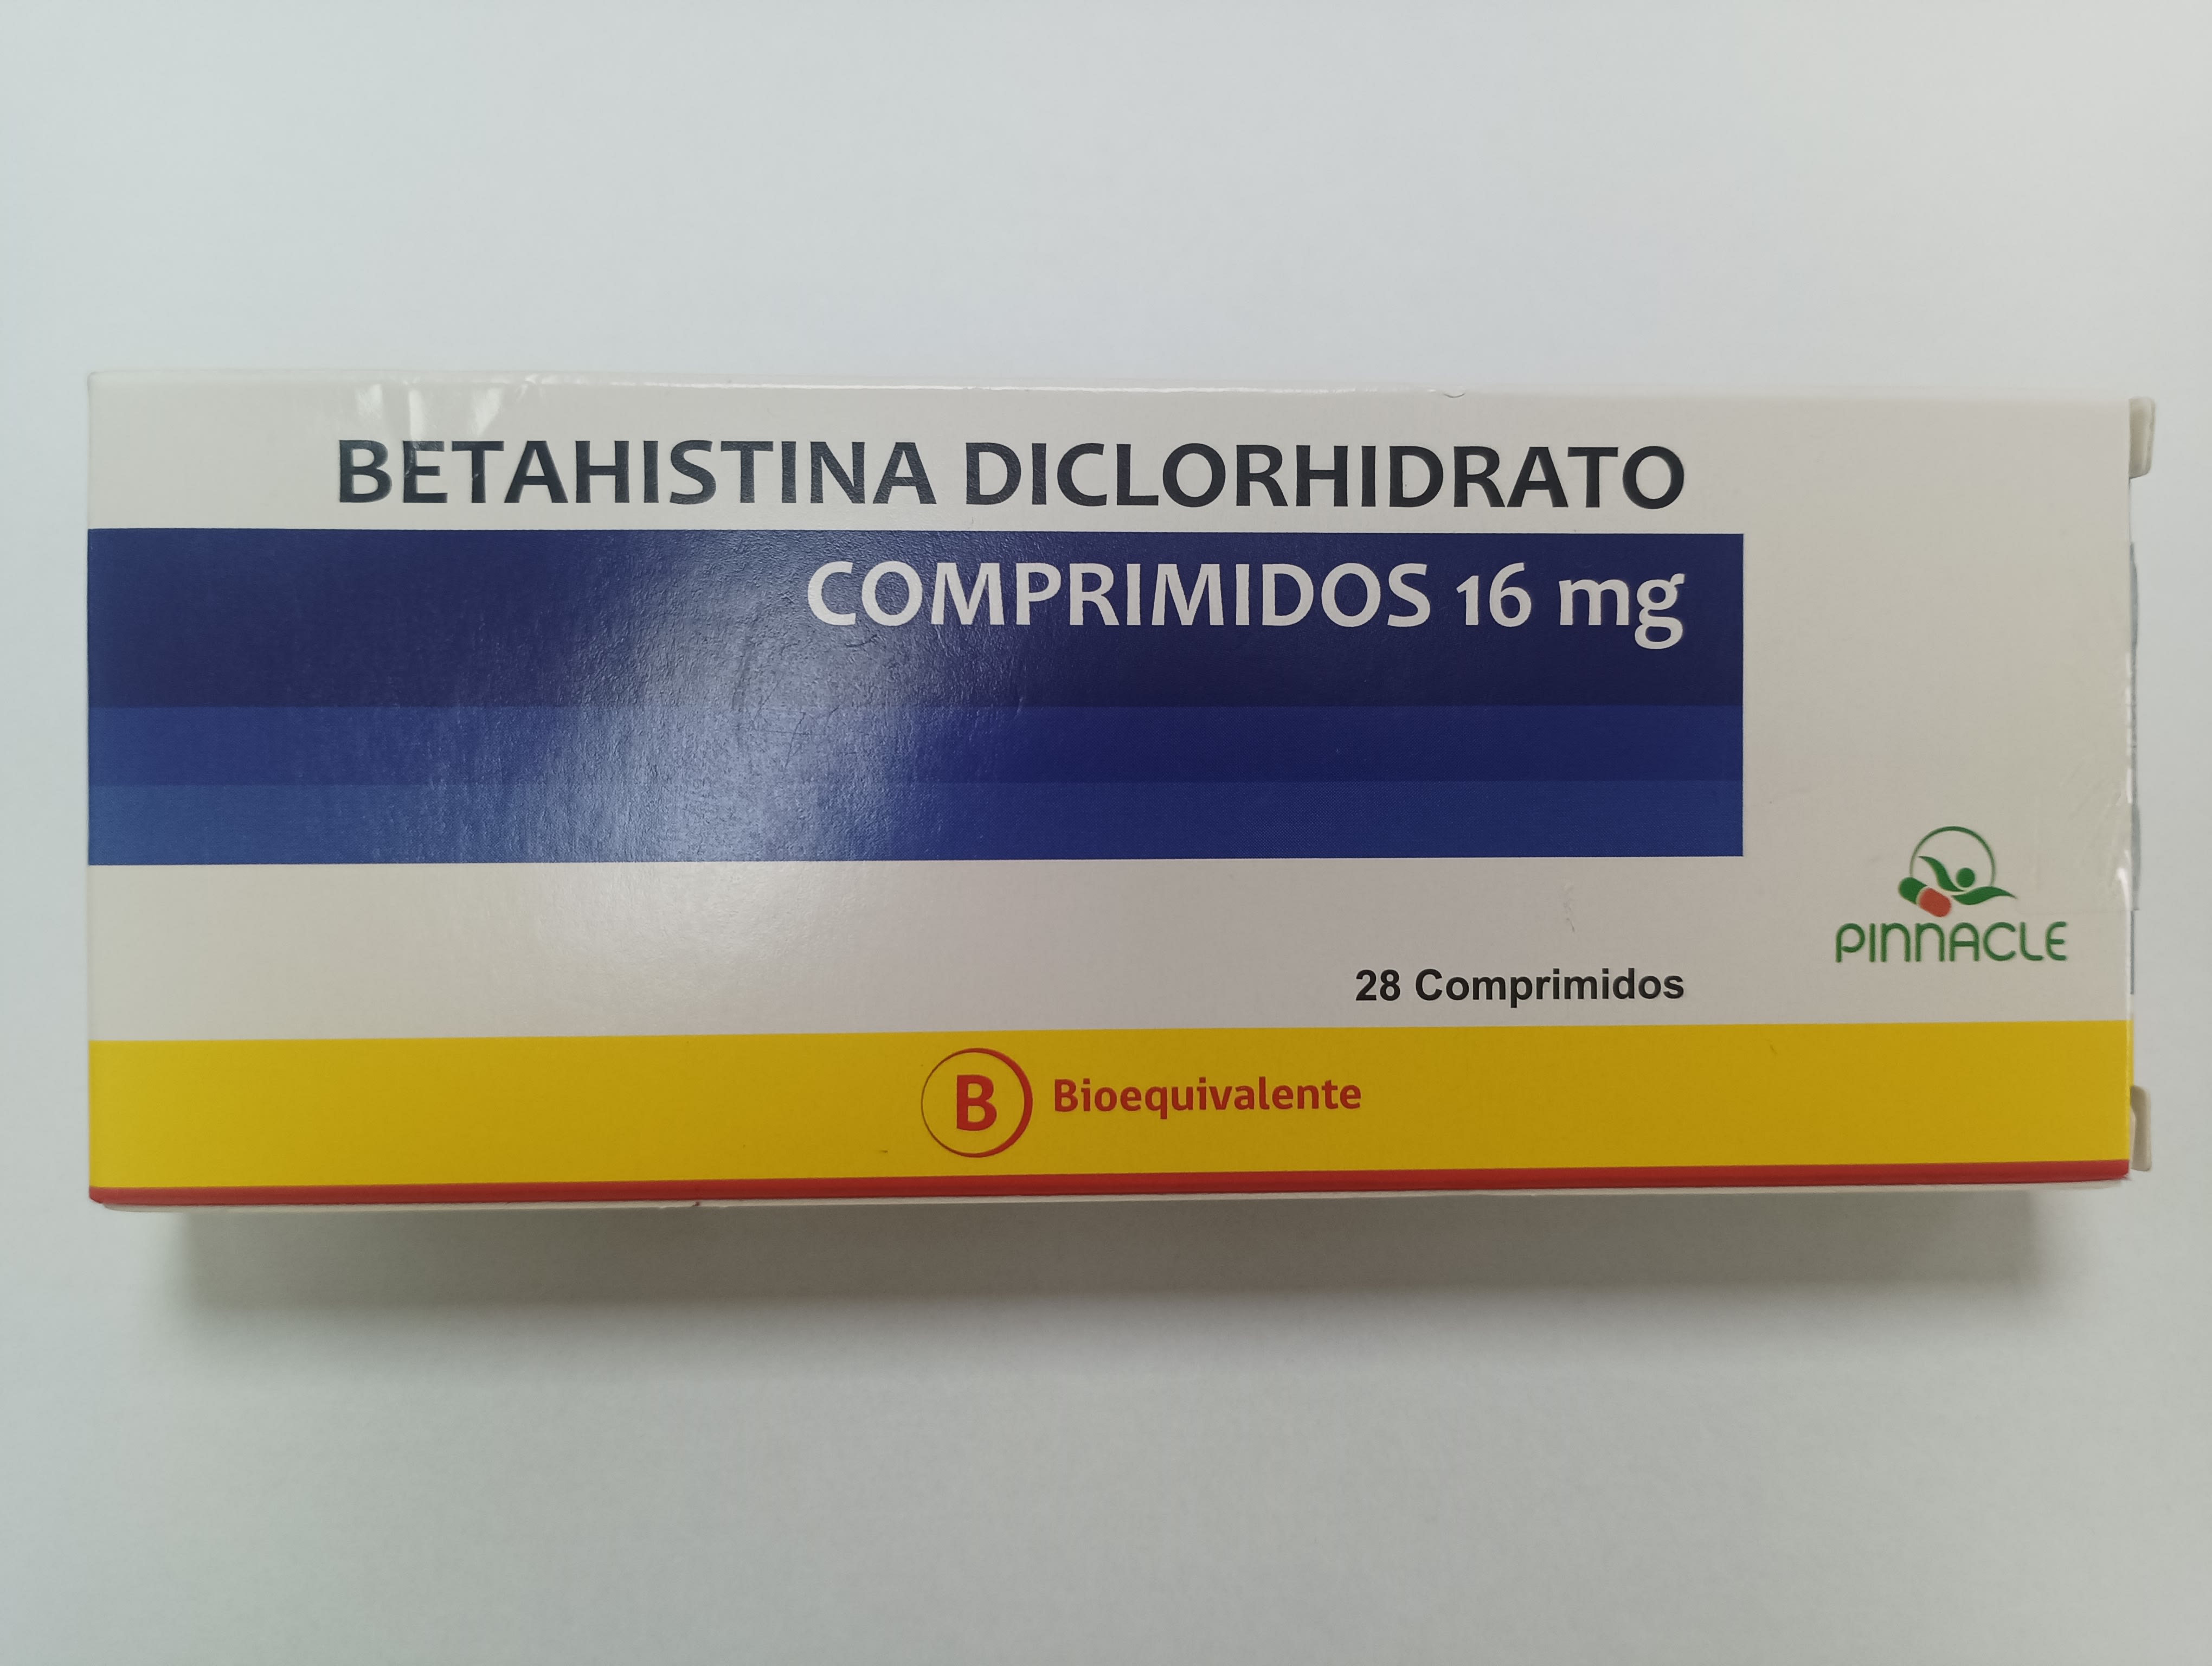 BETAHISTINA DICLORHIDRATO
COMPRIMIDOS 16 mg
PINNACLE
28 Comprimidos
B Bioequivalente